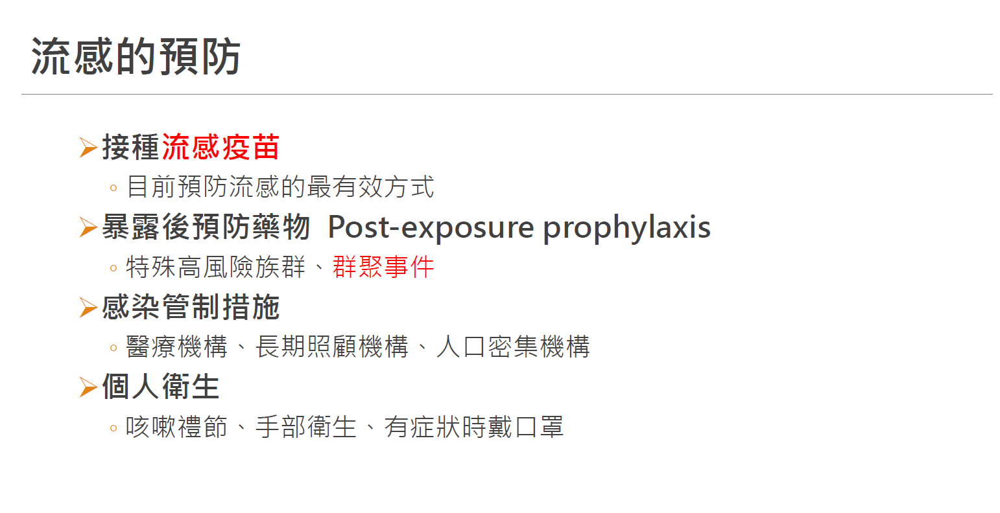 流感的預防
接種流感疫苗
目前預防流感的最有效方式
暴露後預防藥物 Post-exposure prophylaxis
特殊高風險族群、群聚事件
感染管制措施
醫療機構、長期照顧機構、人口密集機構
個人衛生
咳嗽禮節、手部衛生、有症狀時戴口罩